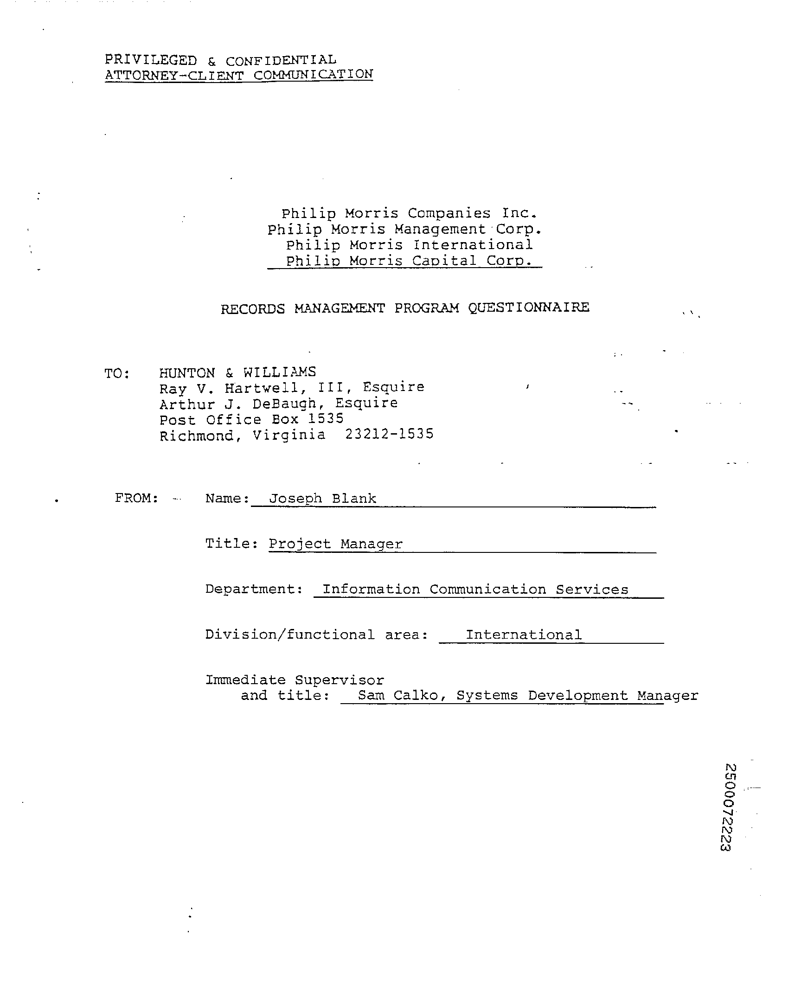 PRIVILEGED & CONFIDENTIAL
ATTORNEY-CLIENT COMMUNICATION
Philip Morris Companies Inc.
Philip Morris Management Corp.
Philip Morris International
Philip Morris Capital Corp.
RECORDS MANAGEMENT PROGRAM QUESTIONNAIRE
TO: HUNTON & WILLIAMS
Ray V. Hartwell, III, Esquire
Arthur J. DeBaugh, Esquire
Post Office Box 1535
Richmond, Virginia 23212-1535
FROM: Name: Joseph Blank
Title: Project Manager
Department: Information Communication Services
Division/functional area: International
Immediate Supervisor
and title: Sam Calko, Systems Development Manager
2500072223